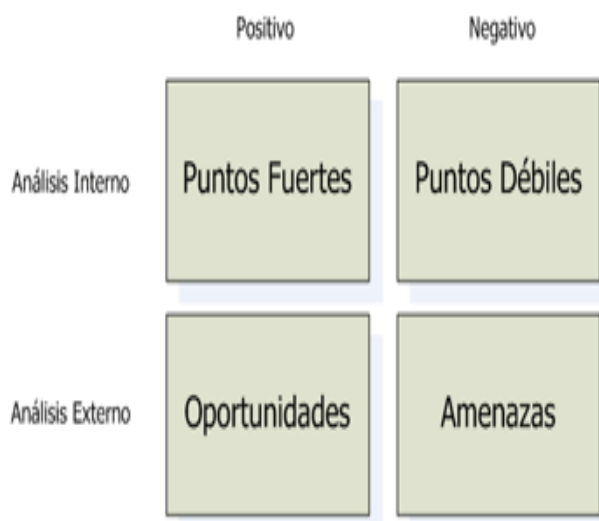 Positivo Negativo
Análisis Interno Puntos Fuertes Puntos Débiles
Análisis Externo Oportunidades Amenazas